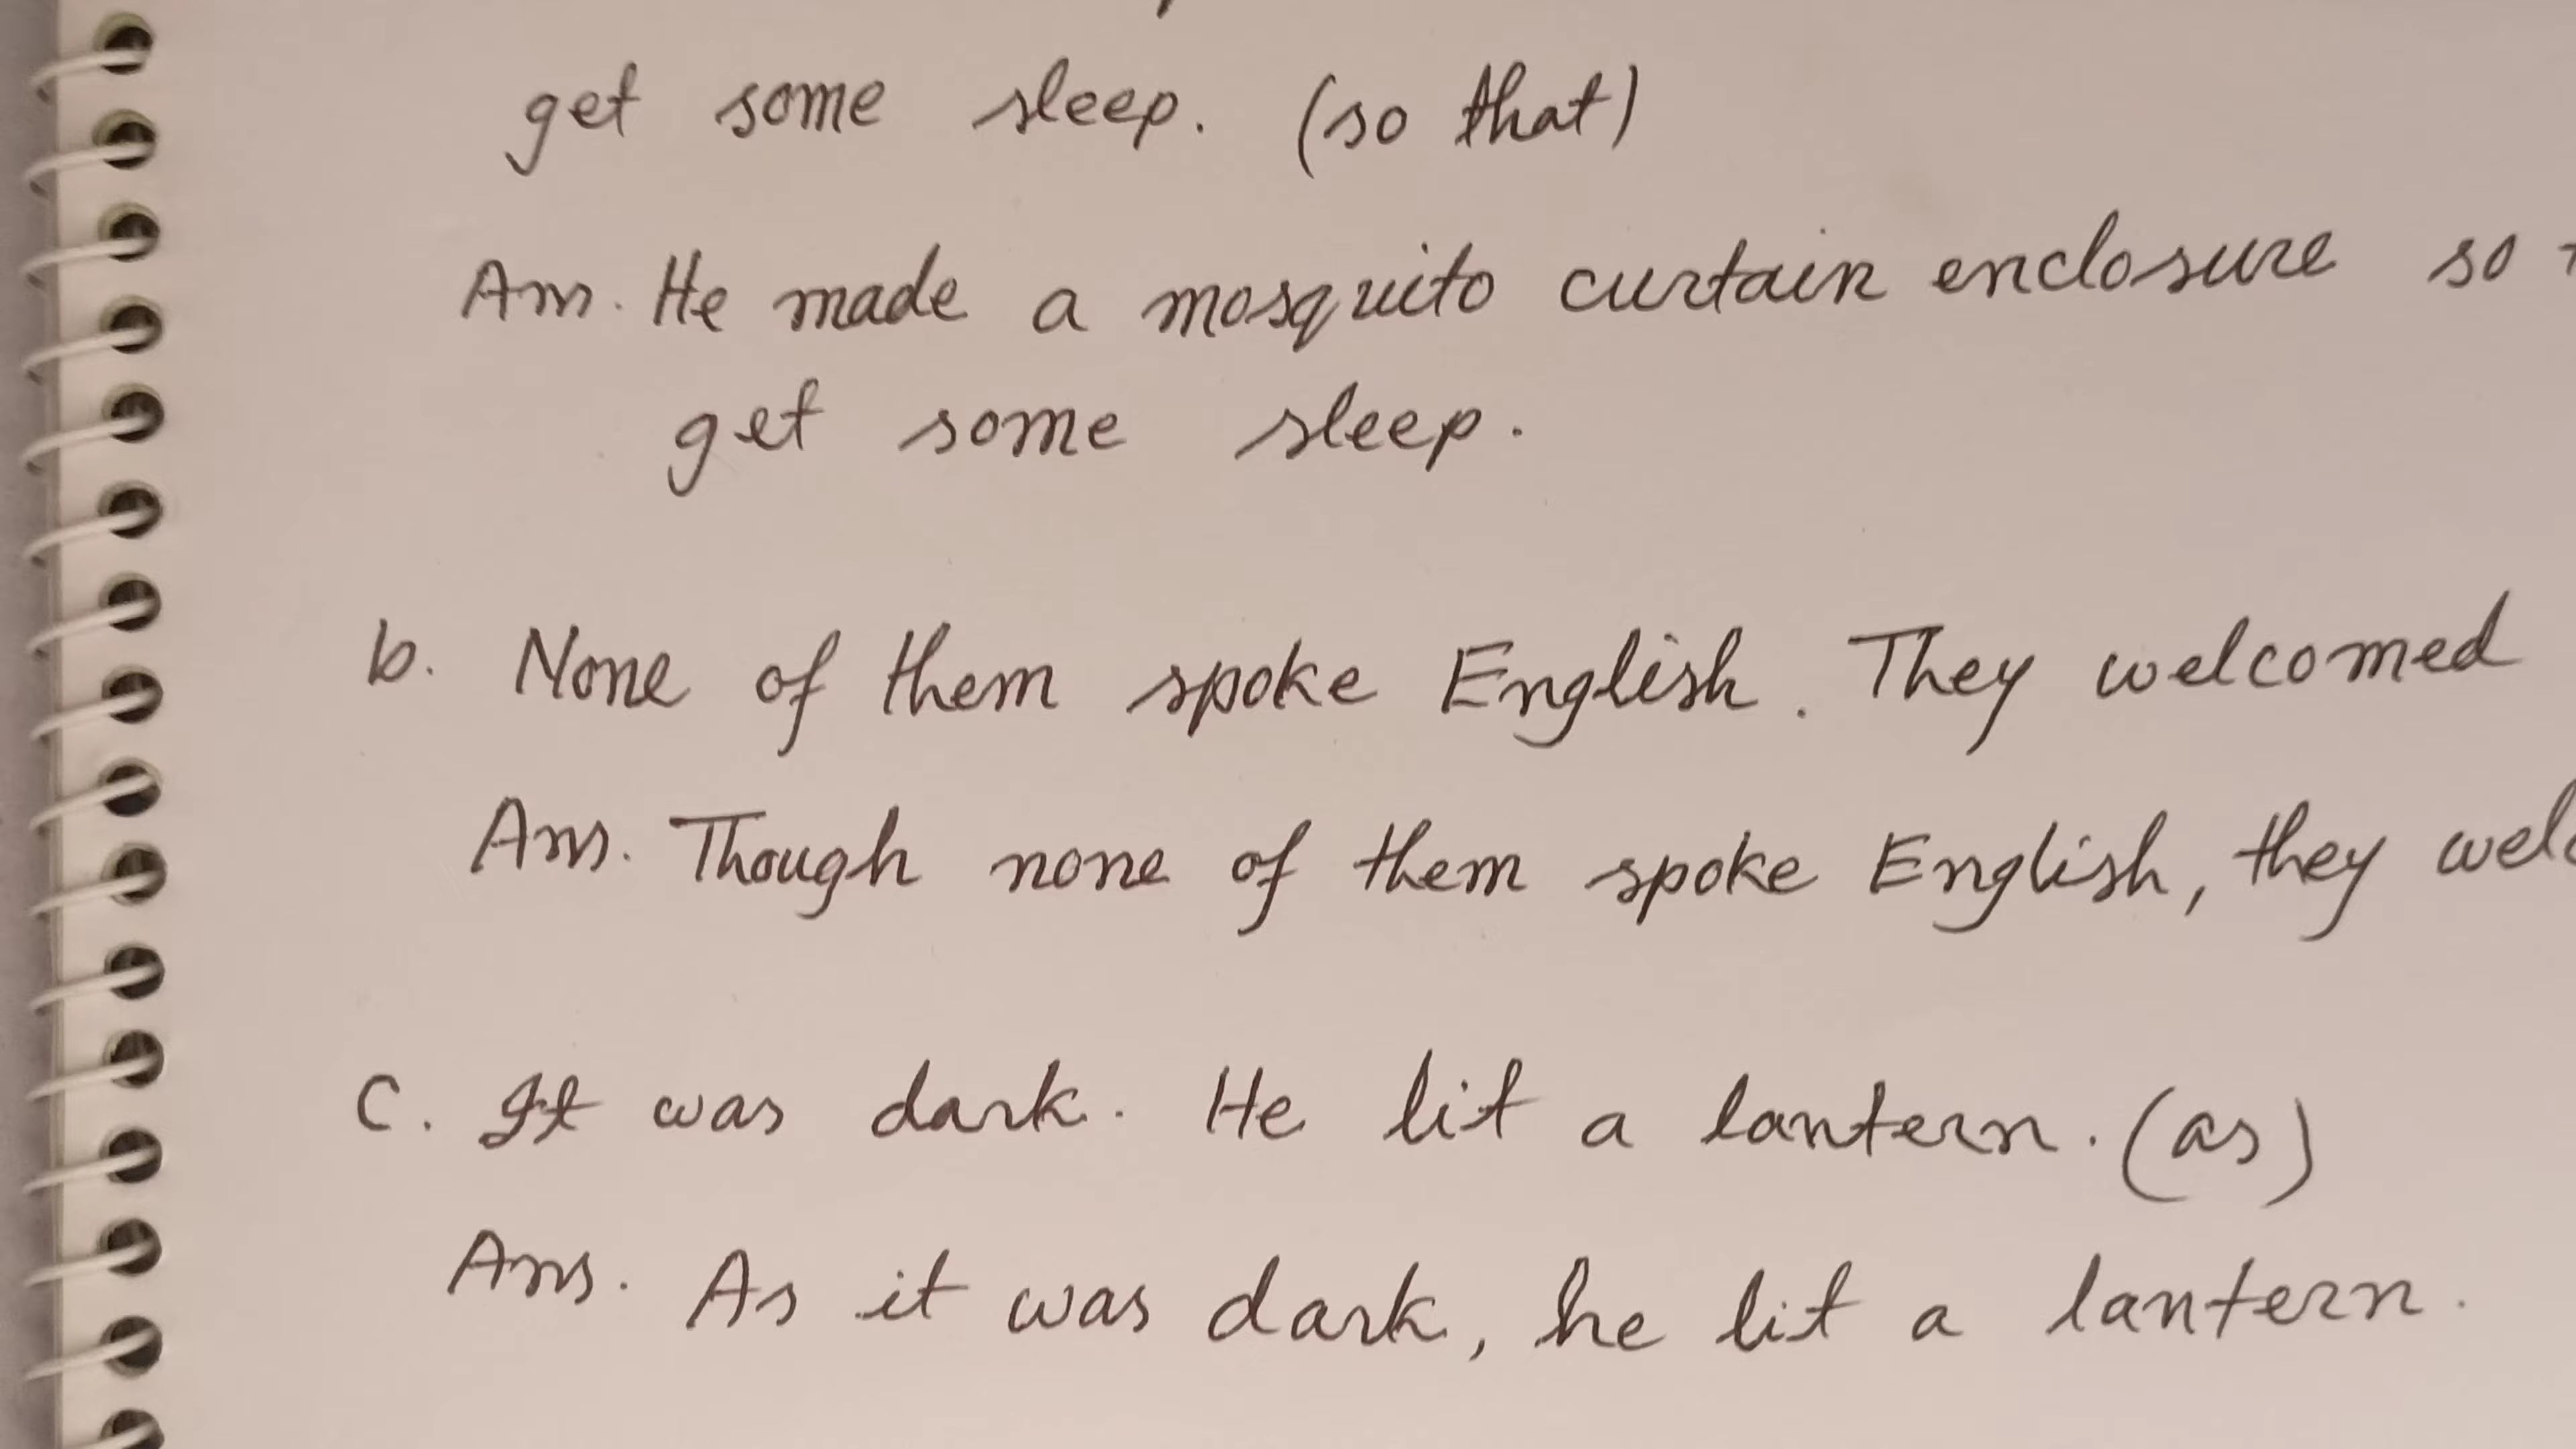 get some sleep. (so that)
Ans. He made a mosquito curtain enclosure so
get some sleep.
b. None of them spoke English. They welcomed
Ans. Though none of them spoke English, they
c. It was dark. He lit a lantern. (as)
Ans. As it was dark, he lit a lantern.